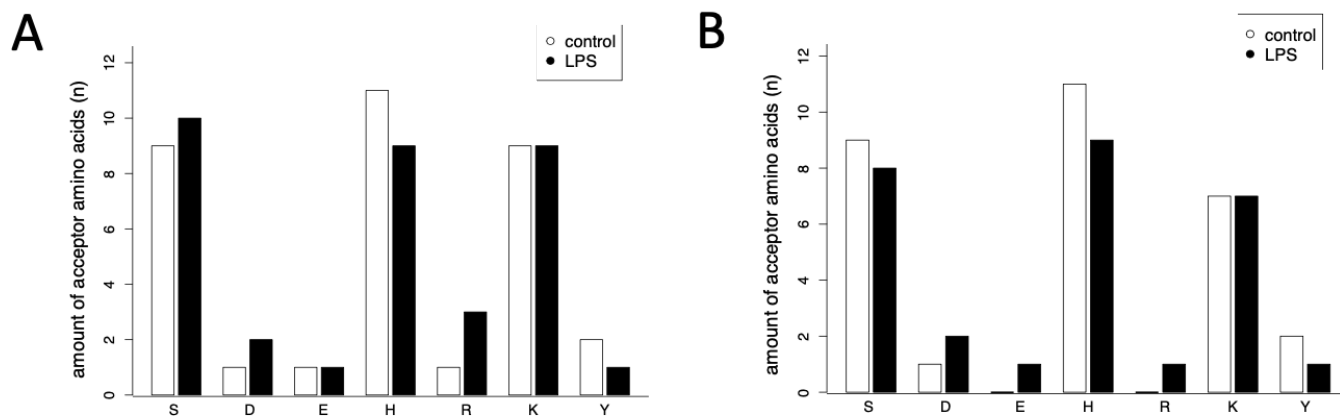 A
control
LPS
amount of acceptor amino acids (n)
0 2 4 6 8 10 12
S D E H R K Y
B
control
LPS
amount of acceptor amino acids (n)
0 2 4 6 8 10 12
S D E H R K Y